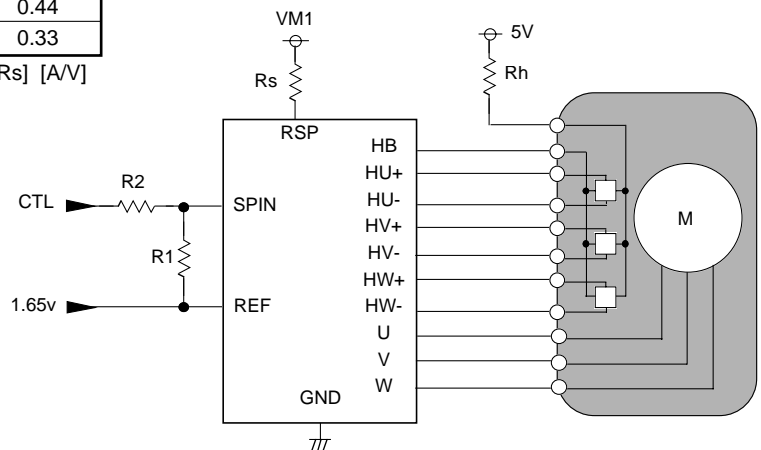 0.44
0.33
Rs] [A/V]
VM1
5V
Rs
Rh
RSP
HB
HU+
HU-
HV+
HV-
HW+
HW-
U
V
W
CTL
R2
SPIN
R1
1.65v
REF
GND
M